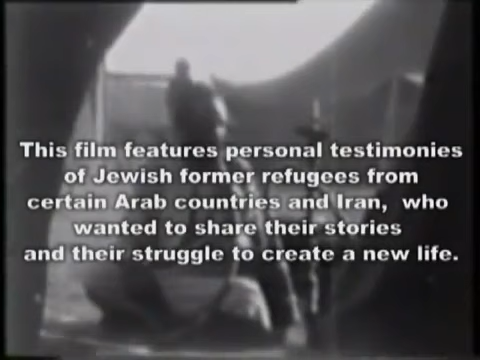 This film features personal testimonies
of Jewish former refugees from
certain Arab countries and Iran, who
wanted to share their stories
and their struggle to create a new life.